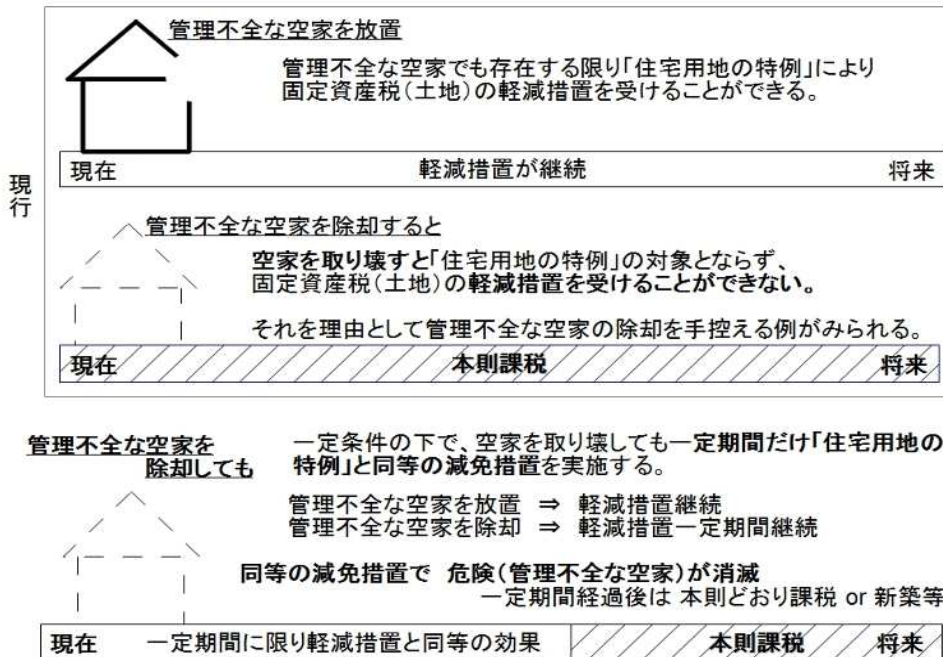 管理不全な空家を放置
管理不全な空家でも存在する限り「住宅用地の特例」により
固定資産税(土地)の軽減措置を受けることができる。
現在 軽減措置が継続 将来
現行
管理不全な空家を除却すると
空家を取り壊すと「住宅用地の特例」の対象とならず、
固定資産税(土地)の軽減措置を受けることができない。
それを理由として管理不全な空家の除却を手控える例がみられる。
現在 本則課税 将来
管理不全な空家を
除却しても
一定条件の下で、空家を取り壊しても一定期間だけ「住宅用地の
特例」と同等の減免措置を実施する。
管理不全な空家を放置 ⇒ 軽減措置継続
管理不全な空家を除却 ⇒ 軽減措置一定期間継続
同等の減免措置で 危険(管理不全な空家)が消滅
一定期間経過後は 本則どおり課税 or 新築等
現在 一定期間に限り軽減措置と同等の効果 本則課税 将来